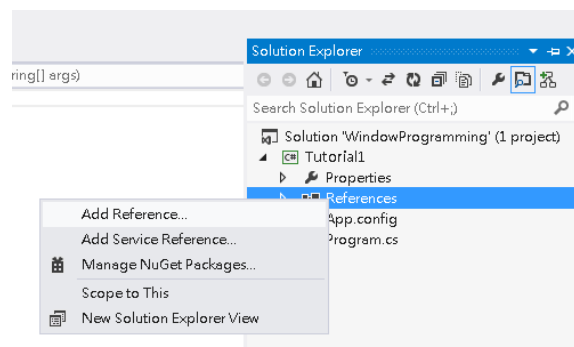 Solution Explorer
ring[] args)
Search Solution Explorer (Ctrl+;)
Solution 'WindowProgramming' (1 project)
C# Tutorial1
Properties
References
App.config
Program.cs
Add Reference...
Add Service Reference...
Manage NuGet Packages...
Scope to This
New Solution Explorer View